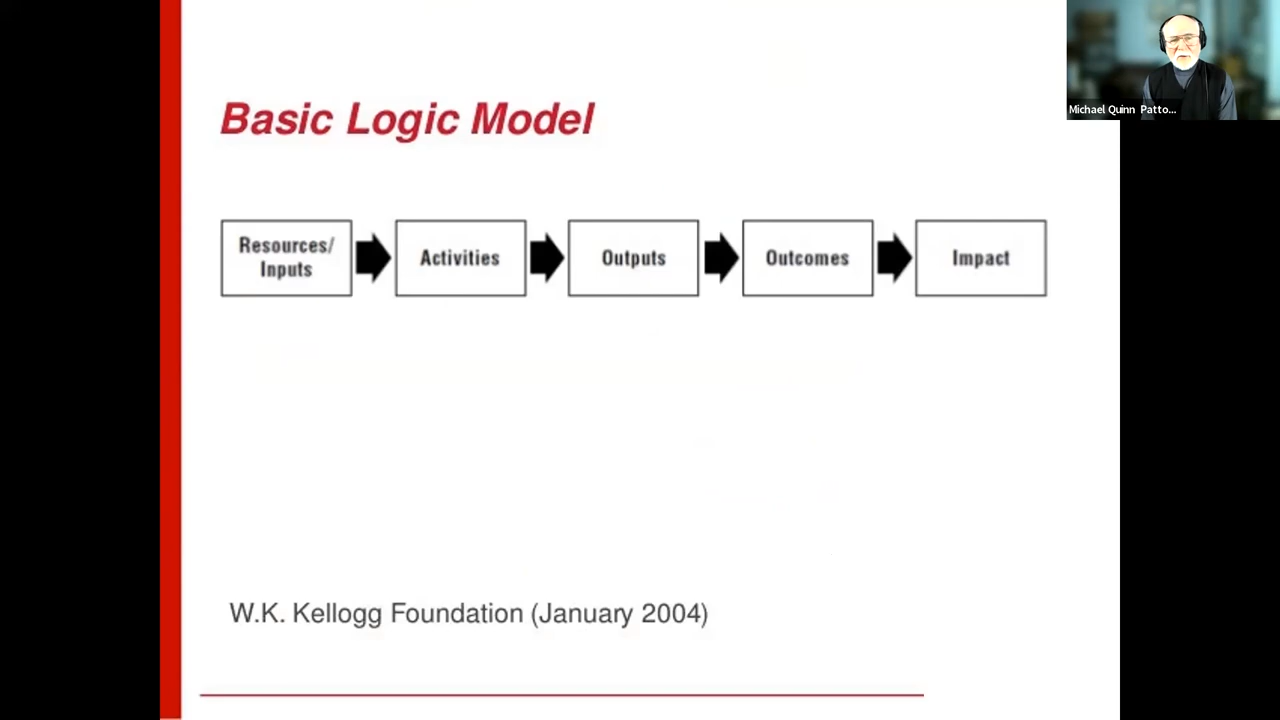 Michael Quinn Patto...
Basic Logic Model
Resources/
Inputs
Activities
Outputs
Outcomes
Impact
W.K. Kellogg Foundation (January 2004)